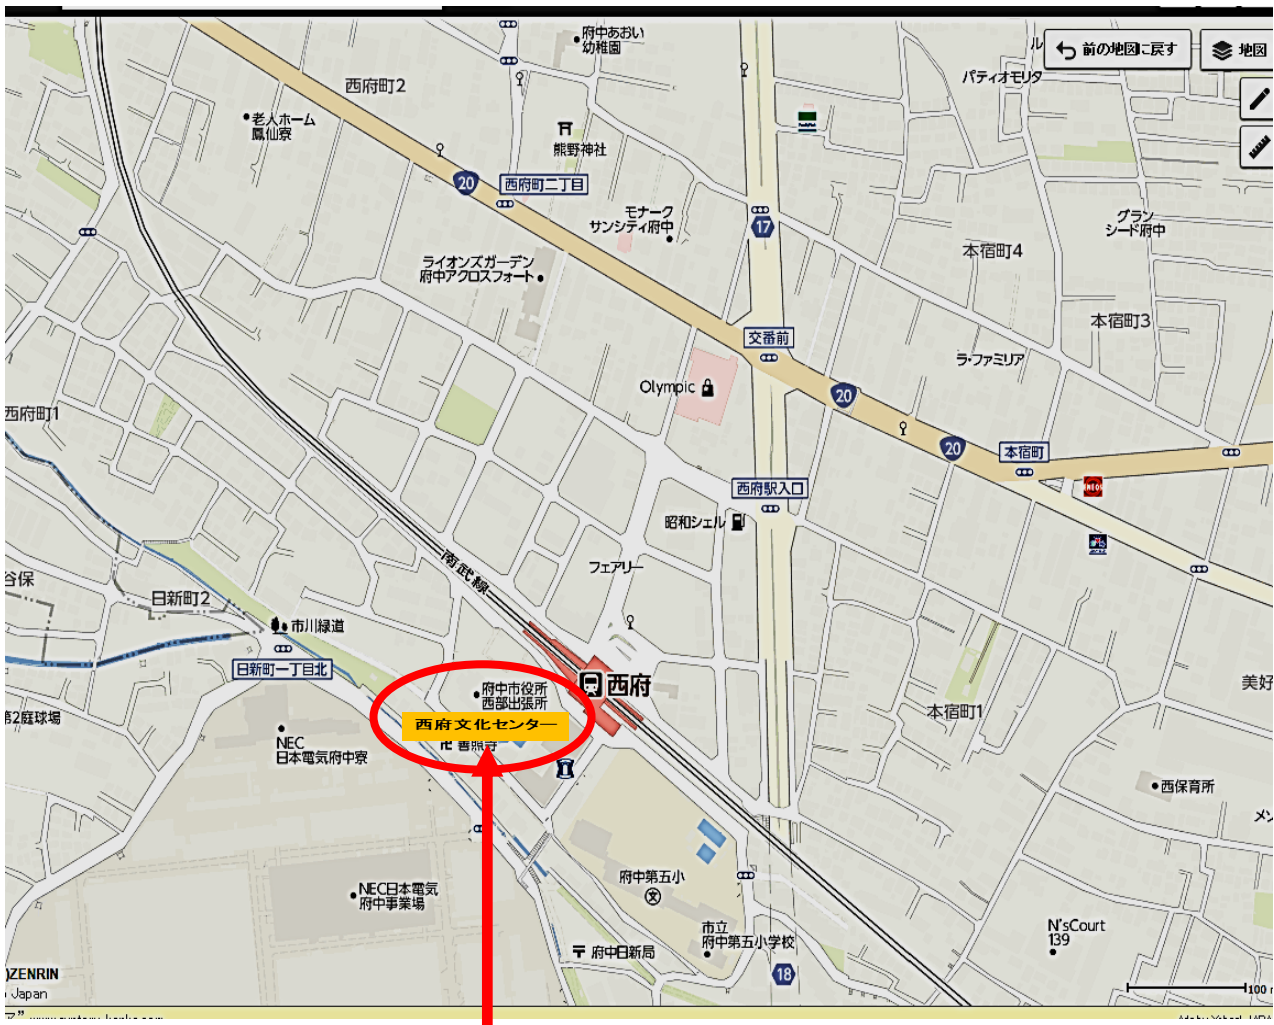 府中あおい
幼稚園
前の地図に戻す
地図
パティオモリタ
西府町2
老人ホーム
鳳仙寮
熊野神社
20
西府町二丁目
モナーク
サンシティ府中
17
グラン
シード府中
本宿町4
ライオンズガーデン
府中アクロスフォート
本宿町3
交番前
ラ・ファミリア
Olympic
20
西府町1
20
本宿町
ENEOS
西府駅入口
昭和シェル
南武線
フェアリー
谷保
日新町2
市川緑道
日新町一丁目北
府中市役所
西部出張所
西府
美好
第2庭球場
西府文化センター
善照寺
本宿町1
NEC
日本電気府中寮
西保育所
メン
府中第五小
文
NEC日本電気
府中事業場
市立
府中第五小学校
N'sCourt
139
府中日新局
18
ZENRIN
Japan
100 m